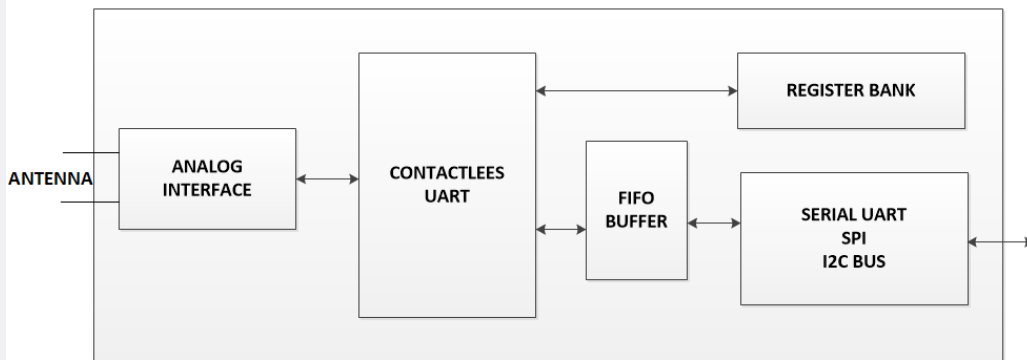 ANTENNA
ANALOG
INTERFACE
CONTACTLEES
UART
REGISTER BANK
FIFO
BUFFER
SERIAL UART
SPI
I2C BUS